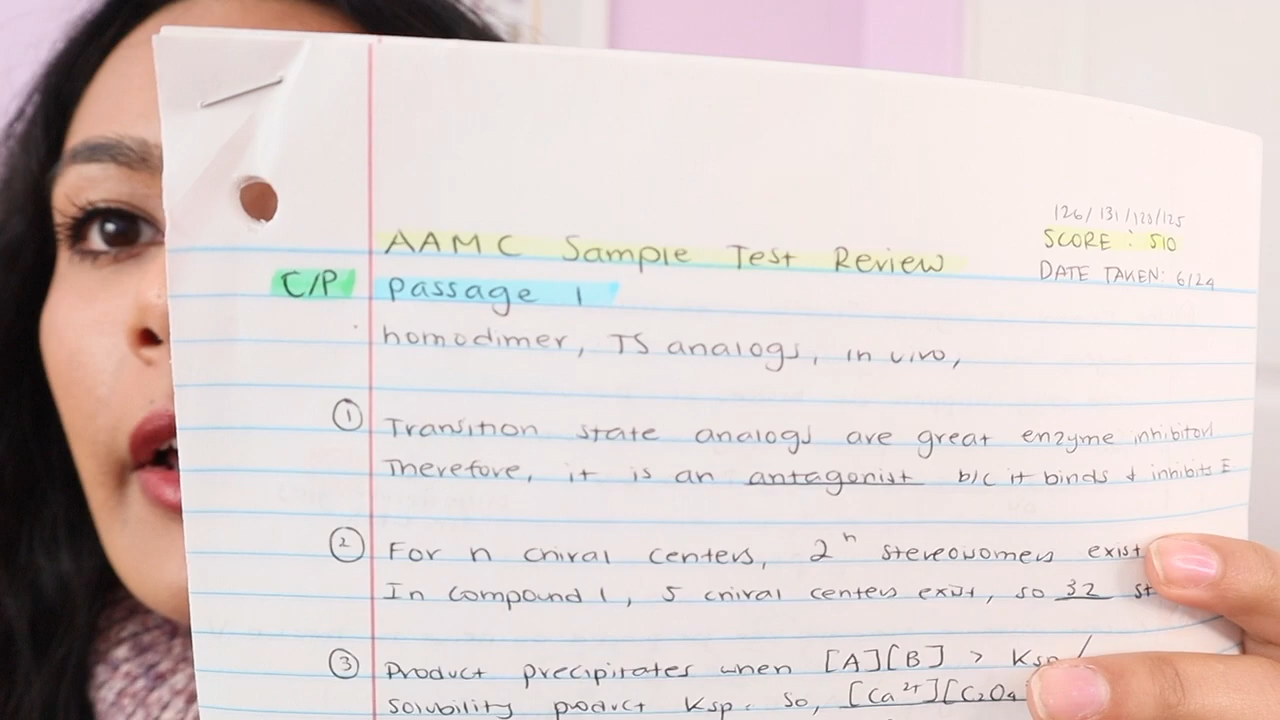 126/131/128/125
AAMC Sample Test Review
SCORE : 510
DATE TAKEN: 6/24
C/P Passage 1
homodimer, TS analogs, in vivo,
① Transition state analogs are great enzyme inhibitors
Therefore, it is an antagonist b/c it binds & inhibits E
② For n chiral centers, 2ⁿ stereoisomers exist
In compound 1, 5 chiral centers exist, so 32 st
③ Product precipitates when [A][B] > Ksp /
solubility product Ksp. So, [Ca²⁺][C₂O₄